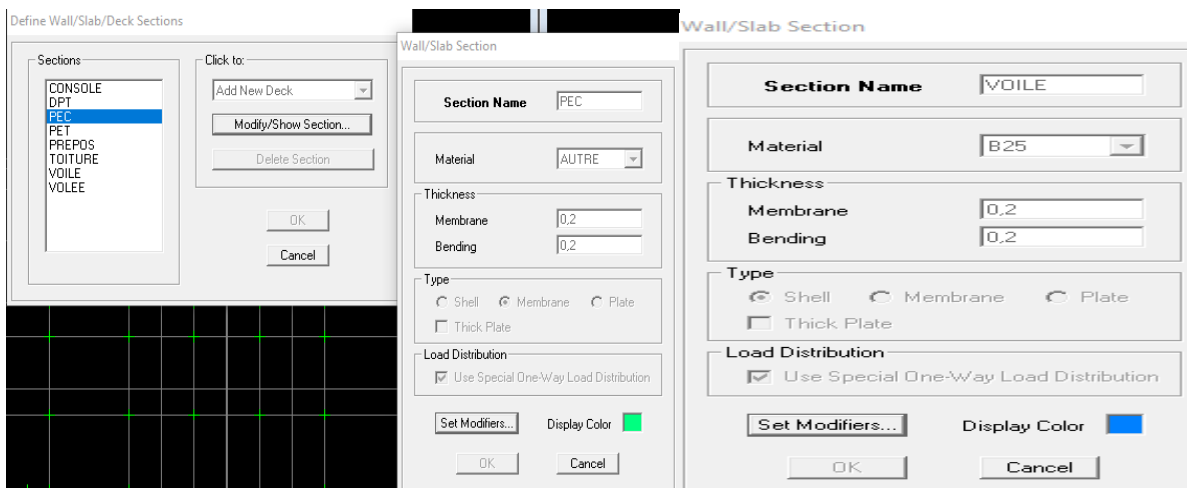 Define Wall/Slab/Deck Sections
Sections
CONSOLE
DPT
PEC
PET
PREPOS
TOITURE
VOILE
VOLEE
Click to:
Add New Deck
Modify/Show Section...
Delete Section
OK
Cancel
Wall/Slab Section
Section Name PEC
Material AUTRE
Thickness
Membrane 0,2
Bending 0,2
Type
Shell Membrane Plate
Thick Plate
Load Distribution
Use Special One-Way Load Distribution
Set Modifiers... Display Color
OK Cancel
Wall/Slab Section
Section Name VOILE
Material B25
Thickness
Membrane 0,2
Bending 0,2
Type
Shell Membrane Plate
Thick Plate
Load Distribution
Use Special One-Way Load Distribution
Set Modifiers... Display Color
OK Cancel